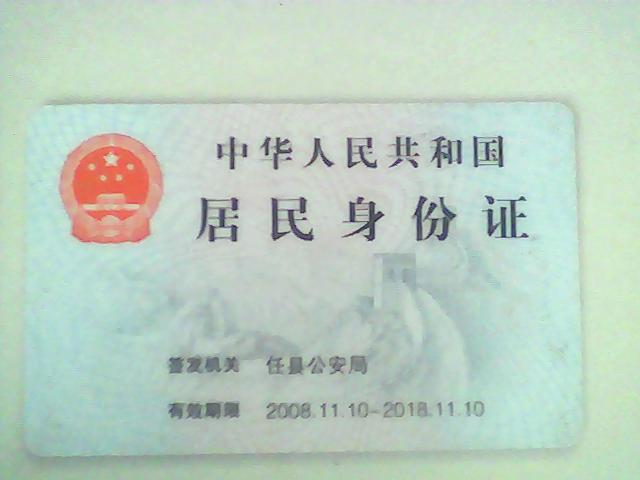 中华人民共和国
居民身份证
签发机关 任县公安局
有效期限 2008.11.10-2018.11.10